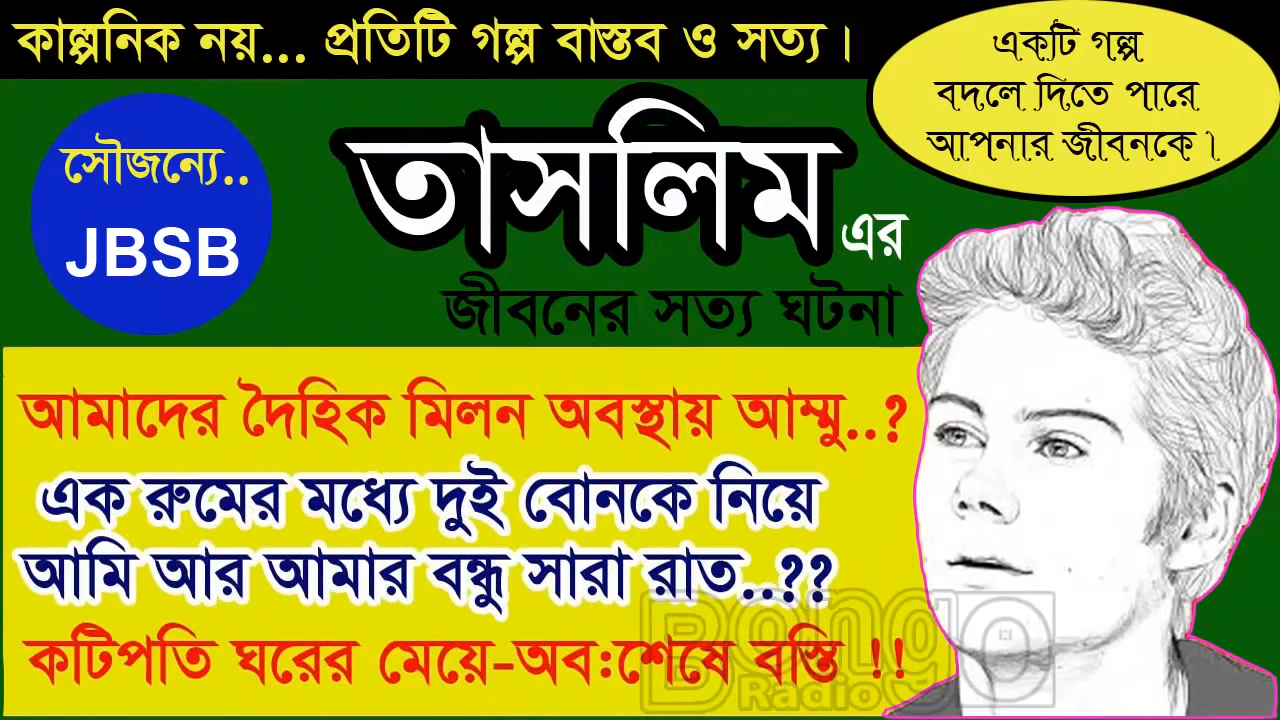 কাল্পনিক নয়... প্রতিটি গল্প বাস্তব ও সত্য।
একটি গল্প
বদলে দিতে পারে
আপনার জীবনকে।
সৌজন্যে..
JBSB
তাসলিম এর
জীবনের সত্য ঘটনা
আমাদের দৈহিক মিলন অবস্থায় আম্মু..?
এক রুমের মধ্যে দুই বোনকে নিয়ে
আমি আর আমার বন্ধু সারা রাত..??
কটিপতি ঘরের মেয়ে-অবঃশেষে বস্তি !!
Bongo
Radio